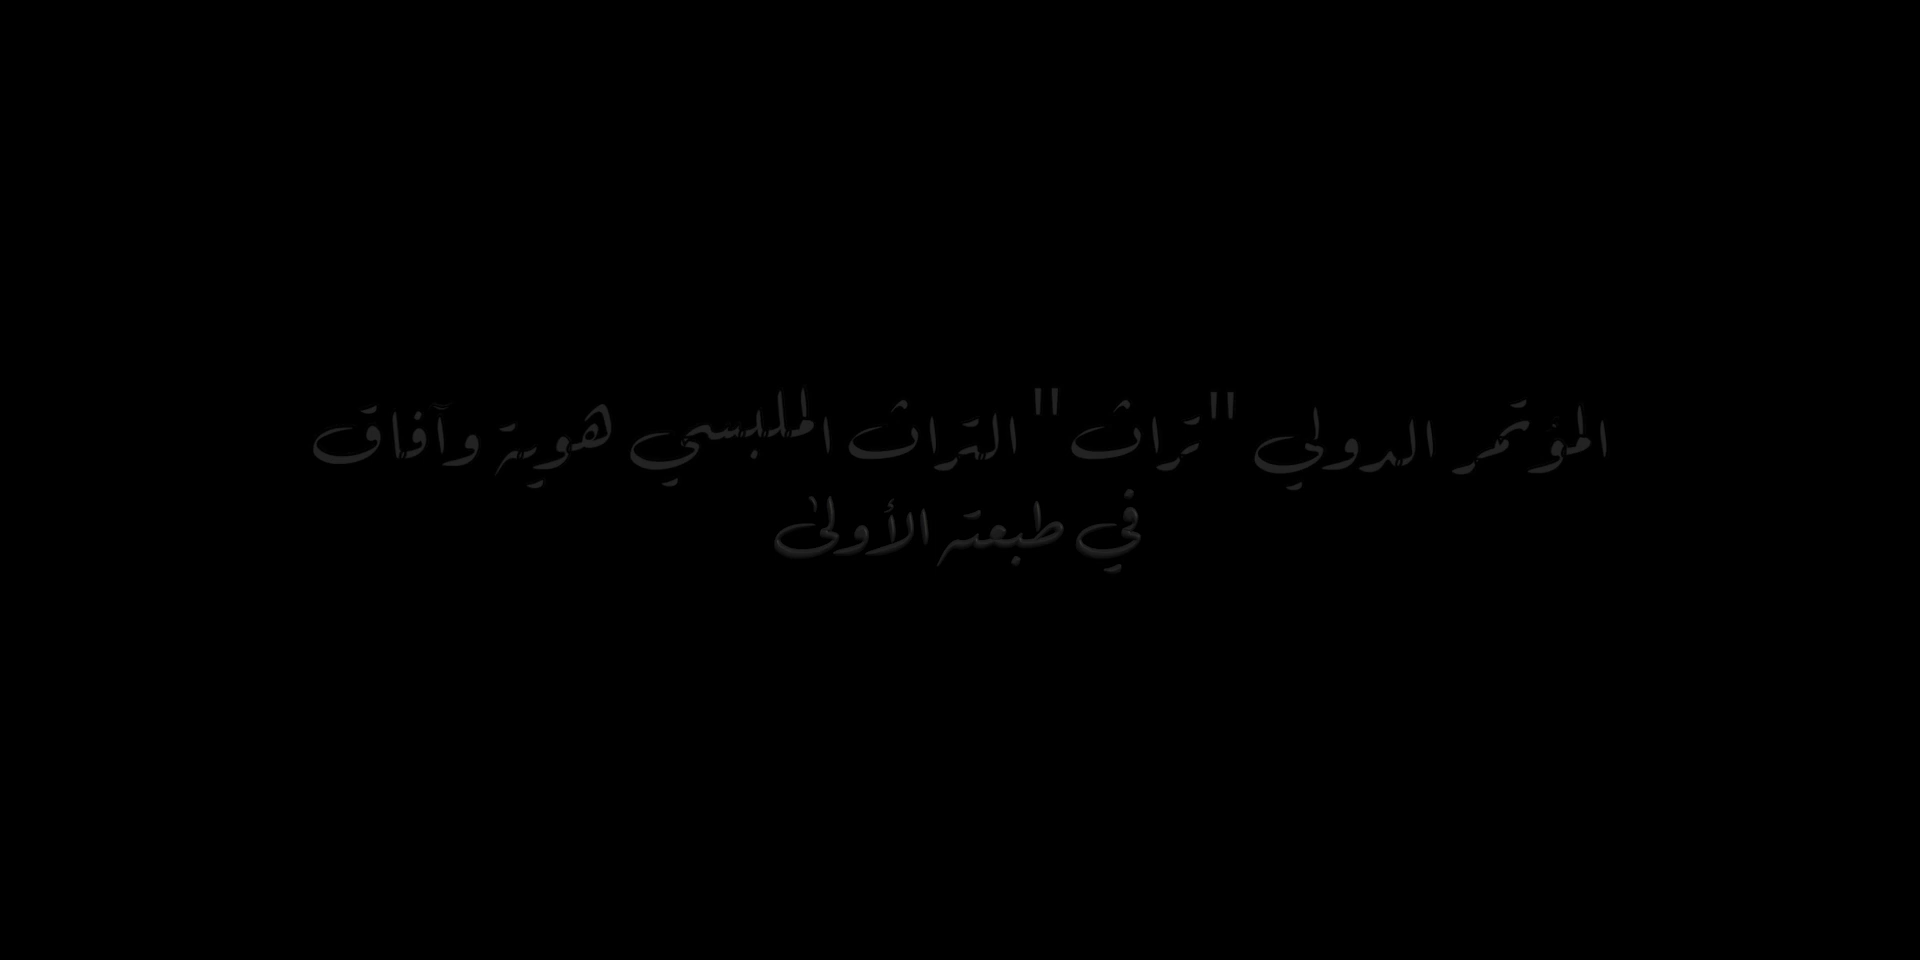 المؤتمر الدولي "تراث" التراث الملبسي هوية وآفاق
في طبعته الأولى